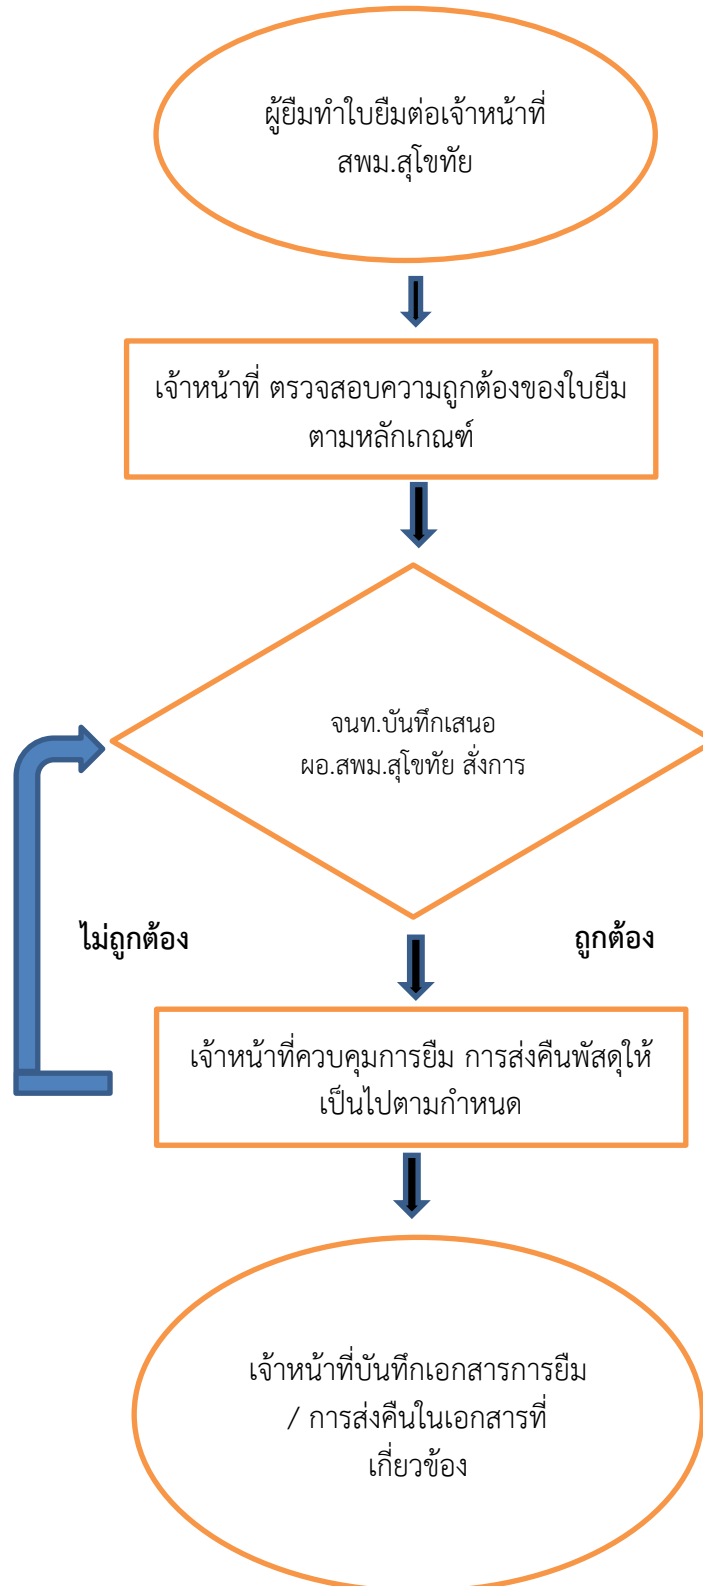 ผู้ยืมทำใบยืมต่อเจ้าหน้าที่
สพม.สุโขทัย
เจ้าหน้าที่ ตรวจสอบความถูกต้องของใบยืม
ตามหลักเกณฑ์
จนท.บันทึกเสนอ
ผอ.สพม.สุโขทัย สั่งการ
ไม่ถูกต้อง
ถูกต้อง
เจ้าหน้าที่ควบคุมการยืม การส่งคืนพัสดุให้
เป็นไปตามกำหนด
เจ้าหน้าที่บันทึกเอกสารการยืม
/ การส่งคืนในเอกสารที่
เกี่ยวข้อง